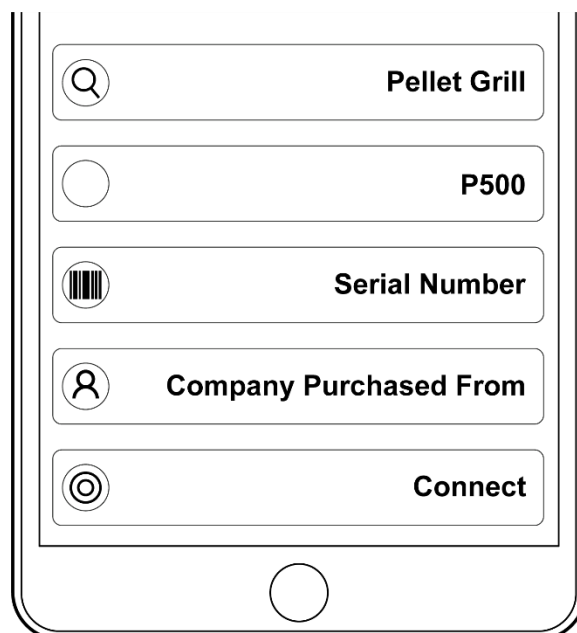 Pellet Grill
P500
Serial Number
Company Purchased From
Connect